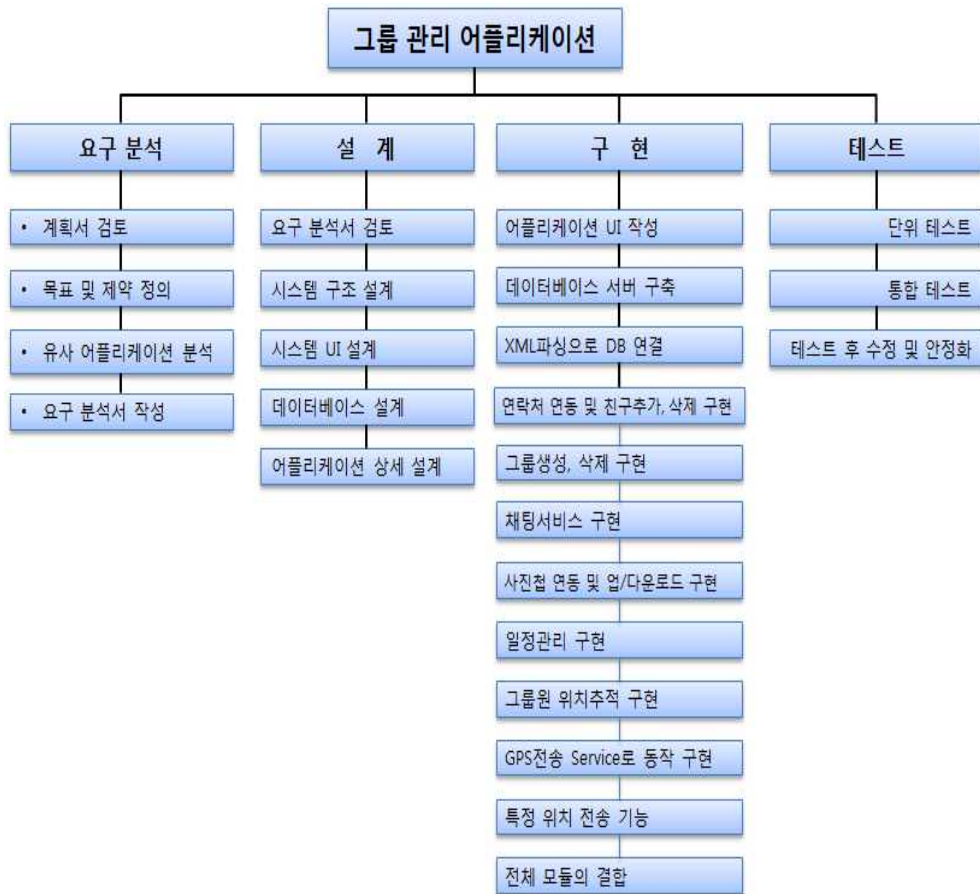 그룹 관리 어플리케이션
요구 분석
• 계획서 검토
• 목표 및 제약 정의
• 유사 어플리케이션 분석
• 요구 분석서 작성
설 계
요구 분석서 검토
시스템 구조 설계
시스템 UI 설계
데이터베이스 설계
어플리케이션 상세 설계
구 현
어플리케이션 UI 작성
데이터베이스 서버 구축
XML파싱으로 DB 연결
연락처 연동 및 친구추가, 삭제 구현
그룹생성, 삭제 구현
채팅서비스 구현
사진첩 연동 및 업/다운로드 구현
일정관리 구현
그룹원 위치추적 구현
GPS전송 Service로 동작 구현
특정 위치 전송 기능
전체 모듈의 결합
테스트
단위 테스트
통합 테스트
테스트 후 수정 및 안정화